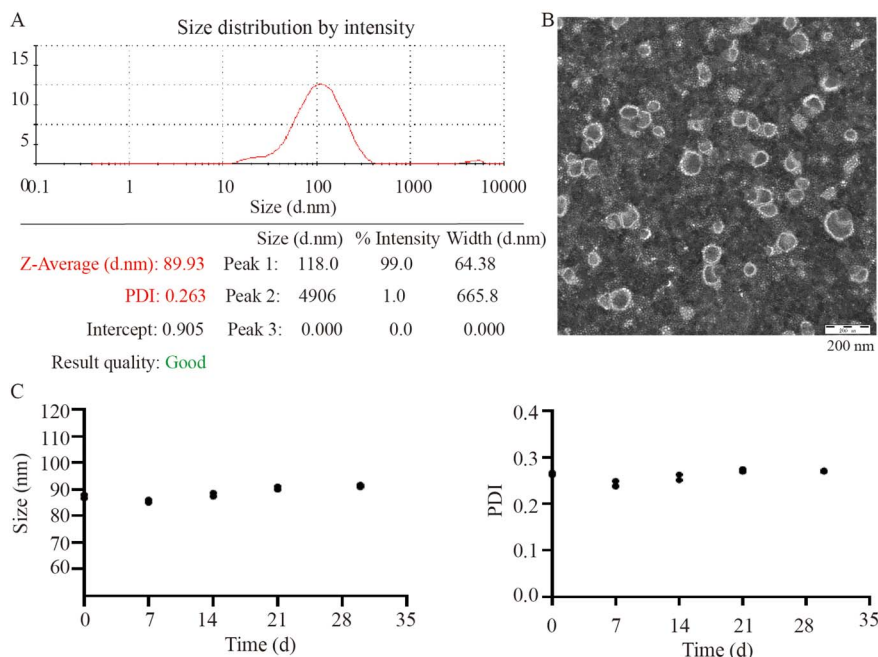 A
Size distribution by intensity
15
10
5
0
0.1 1 10 100 1000 10000
Size (d.nm)
Size (d.nm) % Intensity Width (d.nm)
Z-Average (d.nm): 89.93 Peak 1: 118.0 99.0 64.38
PDI: 0.263 Peak 2: 4906 1.0 665.8
Intercept: 0.905 Peak 3: 0.000 0.0 0.000
Result quality: Good
B
200 nm
200 nm
C
120
110
100
90
80
70
60
Size (nm)
0 7 14 21 28 35
Time (d)
0.4
0.3
0.2
0.1
0.0
PDI
0 7 14 21 28 35
Time (d)